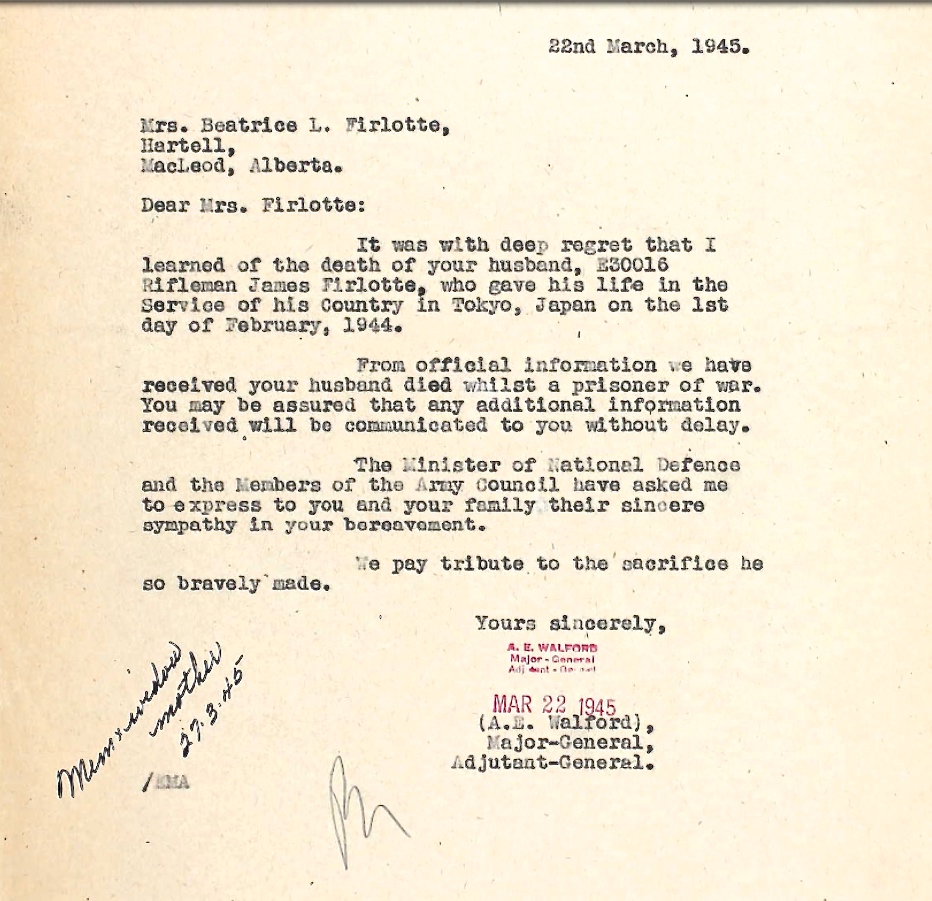 22nd March, 1945.
Mrs. Beatrice L. Firlotte,
Hartell,
MacLeod, Alberta.
Dear Mrs. Firlotte:
It was with deep regret that I
learned of the death of your husband, E30016
Rifleman James Firlotte, who gave his life in the
Service of his Country in Tokyo, Japan on the 1st
day of February, 1944.
From official information we have
received your husband died whilst a prisoner of war.
You may be assured that any additional information
received will be communicated to you without delay.
The Minister of National Defence
and the Members of the Army Council have asked me
to express to you and your family their sincere
sympathy in your bereavement.
We pay tribute to the sacrifice he
so bravely made.
Yours sincerely,
A. E. WALFORD
Major - General
Adjutant - General
MAR 22 1945
(A.E. Walford),
Major-General,
Adjutant-General.
widow
mother
27.3.45